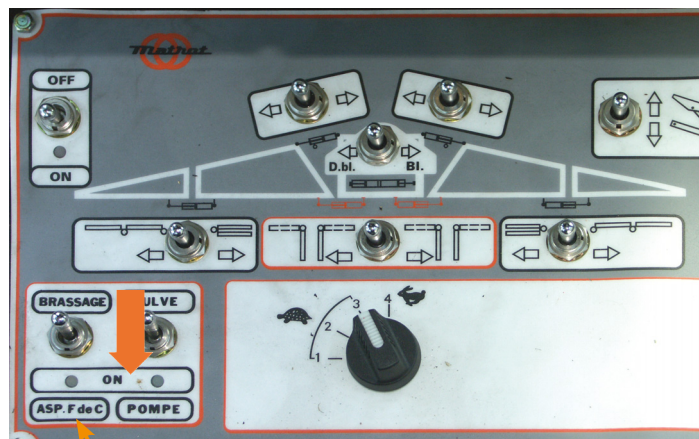 Matrot
OFF
ON
D.bl.
Bl.
BRASSAGE
ULVE
1
2
3
4
ON
ASP. F de C
POMPE